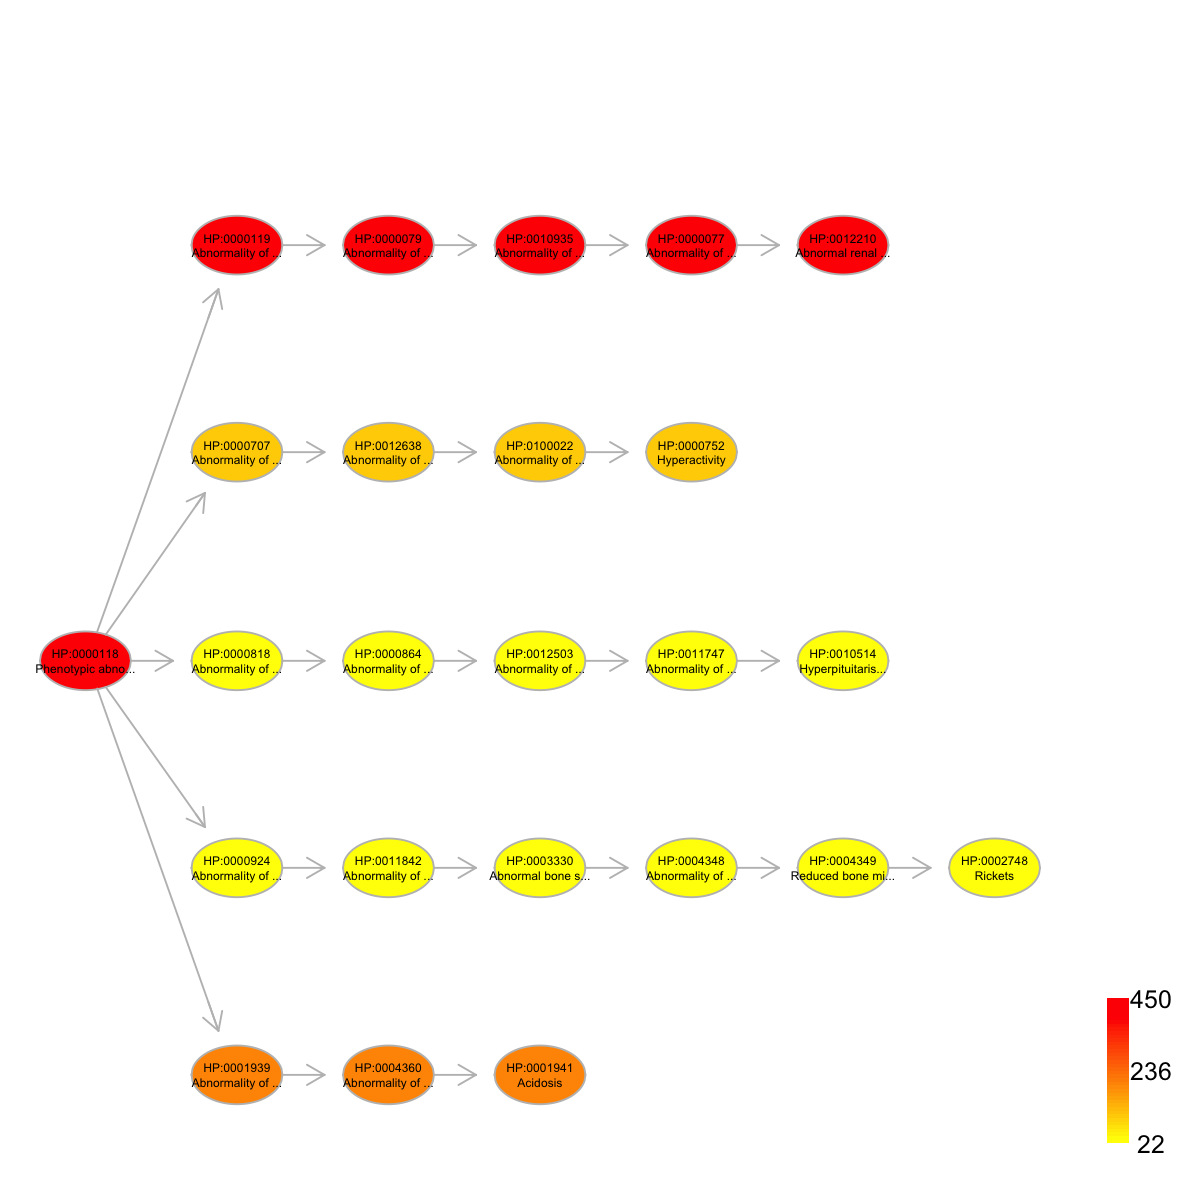 HP:0000119
Abnormality of ...
HP:0000079
Abnormality of ...
HP:0010935
Abnormality of ...
HP:0000077
Abnormality of ...
HP:0012210
Abnormal renal ...
HP:0000707
Abnormality of ...
HP:0012638
Abnormality of ...
HP:0100022
Abnormality of ...
HP:0000752
Hyperactivity
HP:0000118
Phenotypic abno...
HP:0000818
Abnormality of ...
HP:0000864
Abnormality of ...
HP:0012503
Abnormality of ...
HP:0011747
Abnormality of ...
HP:0010514
Hyperpituitaris...
HP:0000924
Abnormality of ...
HP:0011842
Abnormality of ...
HP:0003330
Abnormal bone s...
HP:0004348
Abnormality of ...
HP:0004349
Reduced bone mi...
HP:0002748
Rickets
HP:0001939
Abnormality of ...
HP:0004360
Abnormality of ...
HP:0001941
Acidosis
450
236
22